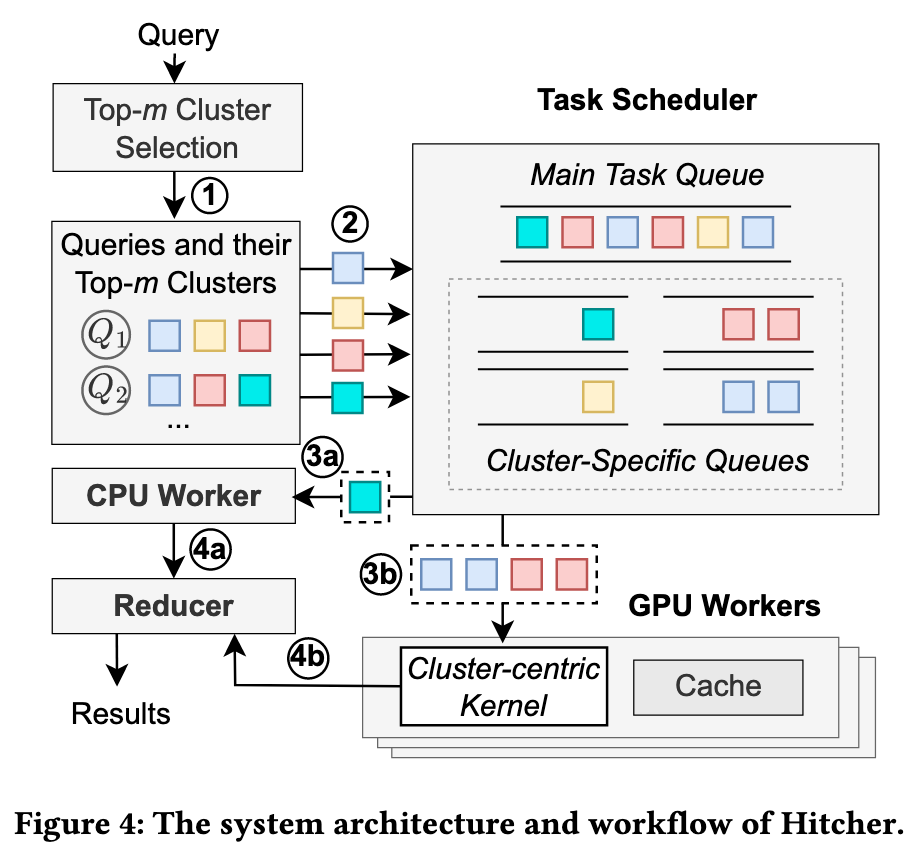 Query
Top-m Cluster
Selection
Task Scheduler
1
2
Main Task Queue
Queries and their
Top-m Clusters
Q1
Q2
...
Cluster-Specific Queues
3a
CPU Worker
4a
3b
Reducer
GPU Workers
4b
Cluster-centric
Kernel
Cache
Results
Figure 4: The system architecture and workflow of Hitcher.